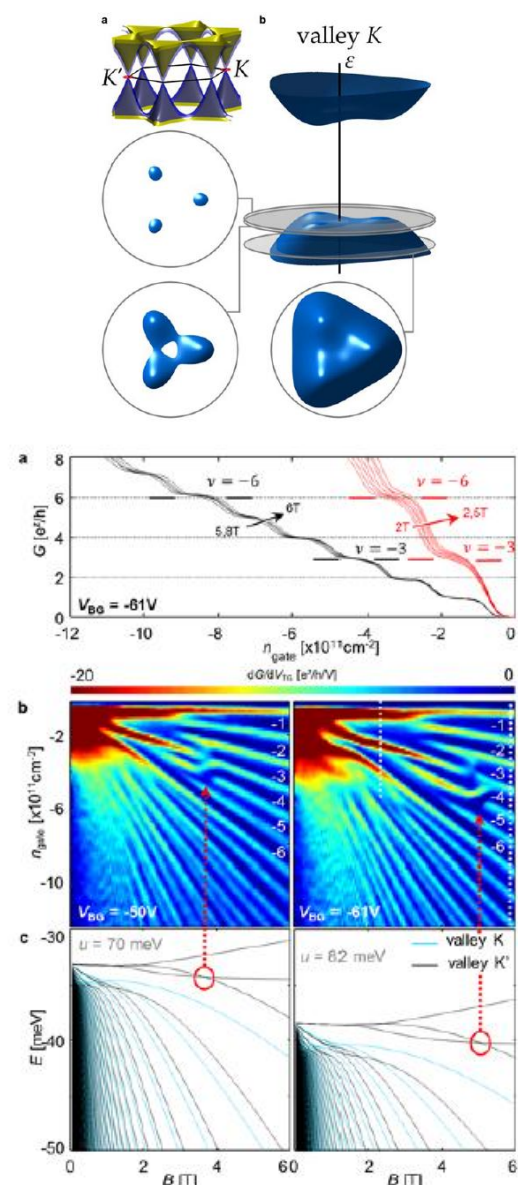 a
b
valley K
ε
K'
K
a
8
6
4
2
0
G [e²/h]
ν = −6
6T
5,8T
ν = −3
ν = −6
2,5T
2T
ν = −3
V_BG = -61V
-12
-10
-8
-6
-4
-2
0
n_gate [x10¹¹cm⁻²]
-20
dG/dV_TG [e²/h/V]
0
b
-2
-6
-10
n_gate [x10¹¹cm⁻²]
-1
-2
-3
-4
-5
-6
V_BG = -50V
-1
-2
-3
-4
-5
-6
V_BG = -61V
c
-30
-40
-50
E [meV]
u = 70 meV
u = 82 meV
valley K
valley K'
0
2
4
6
0
2
4
6
B [T]
B [T]